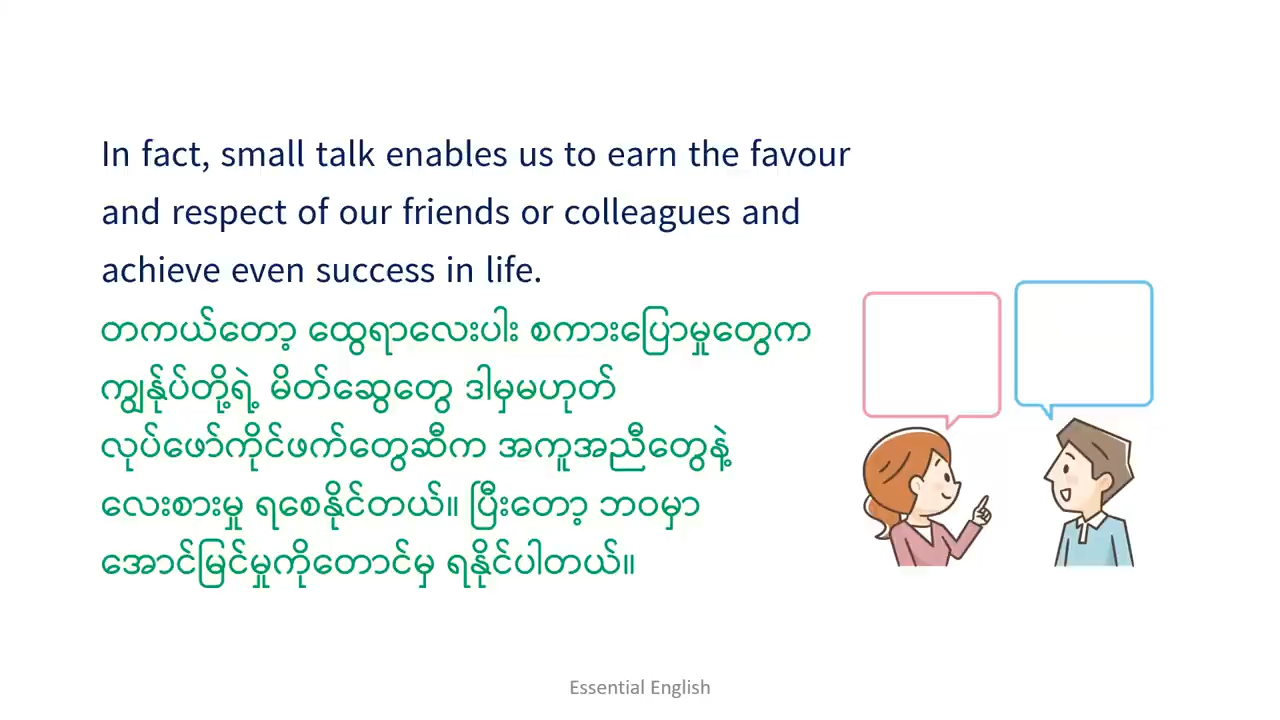 In fact, small talk enables us to earn the favour
and respect of our friends or colleagues and
achieve even success in life.
တကယ်တော့ ထွေရာလေးပါး စကားပြောမှုတွေက
ကျွန်ုပ်တို့ရဲ့ မိတ်ဆွေတွေ ဒါမှမဟုတ်
လုပ်ဖော်ကိုင်ဖက်တွေဆီက အကူအညီတွေနဲ့
လေးစားမှု ရစေနိုင်တယ်။ ပြီးတော့ ဘဝမှာ
အောင်မြင်မှုကိုတောင်မှ ရနိုင်ပါတယ်။
Essential English